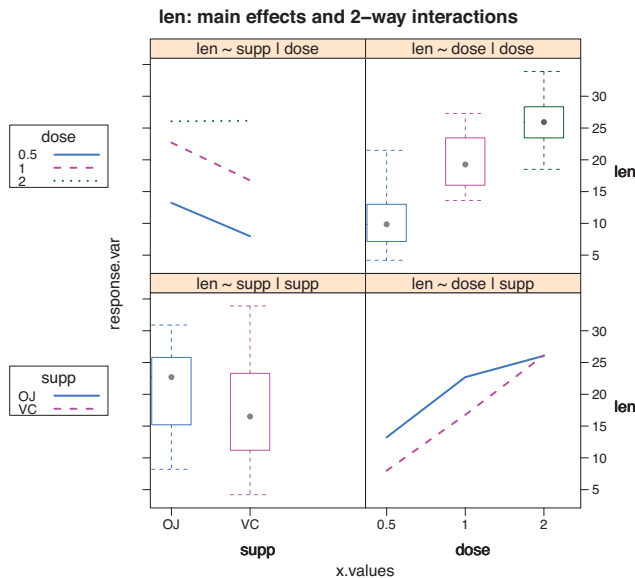 len: main effects and 2−way interactions
len ~ supp | dose
len ~ dose | dose
dose
0.5
1
2
30
25
20
15
10
5
len
response.var
len ~ supp | supp
len ~ dose | supp
supp
OJ
VC
30
25
20
15
10
5
len
OJ VC
0.5 1 2
supp
dose
x.values